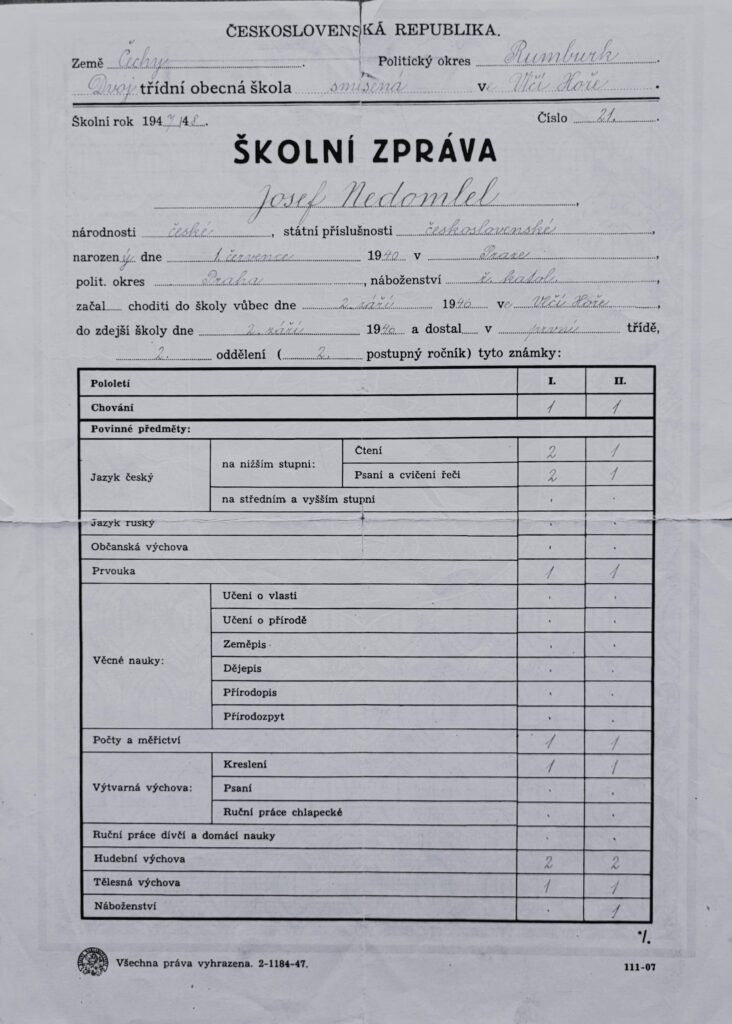 ČESKOSLOVENSKÁ REPUBLIKA.
Země Čechy. Politický okres Rumburk
Dvoj třídní obecná škola smíšená ve Vlčí Hoře.
Školní rok 1947/48. Číslo 21.
ŠKOLNÍ ZPRÁVA
Josef Nedomlel,
národnosti české, státní příslušnosti československé,
narozený dne 1. července 1940 v Praze,
polit. okres Praha, náboženství ř. katol.,
začal choditi do školy vůbec dne 2. září 1946 ve Vlčí Hoře,
do zdejší školy dne 2. září 1946 a dostal v první třídě,
2. oddělení (2. postupný ročník) tyto známky:
Pololetí I. II.
Chování 1 1
Povinné předměty:
Jazyk český na nižším stupni: Čtení 2 1
Psaní a cvičení řeči 2 1
na středním a vyšším stupni . .
Jazyk ruský . .
Občanská výchova . .
Prvouka 1 1
Věcné nauky: Učení o vlasti . .
Učení o přírodě . .
Zeměpis . .
Dějepis . .
Přírodopis . .
Přírodozpyt . .
Počty a měřictví 1 1
Výtvarná výchova: Kreslení 1 1
Psaní . .
Ruční práce chlapecké . .
Ruční práce dívčí a domácí nauky . .
Hudební výchova 2 2
Tělesná výchova 1 1
Náboženství . 1
•/.
Všechna práva vyhrazena. 2-1184-47. 111-07